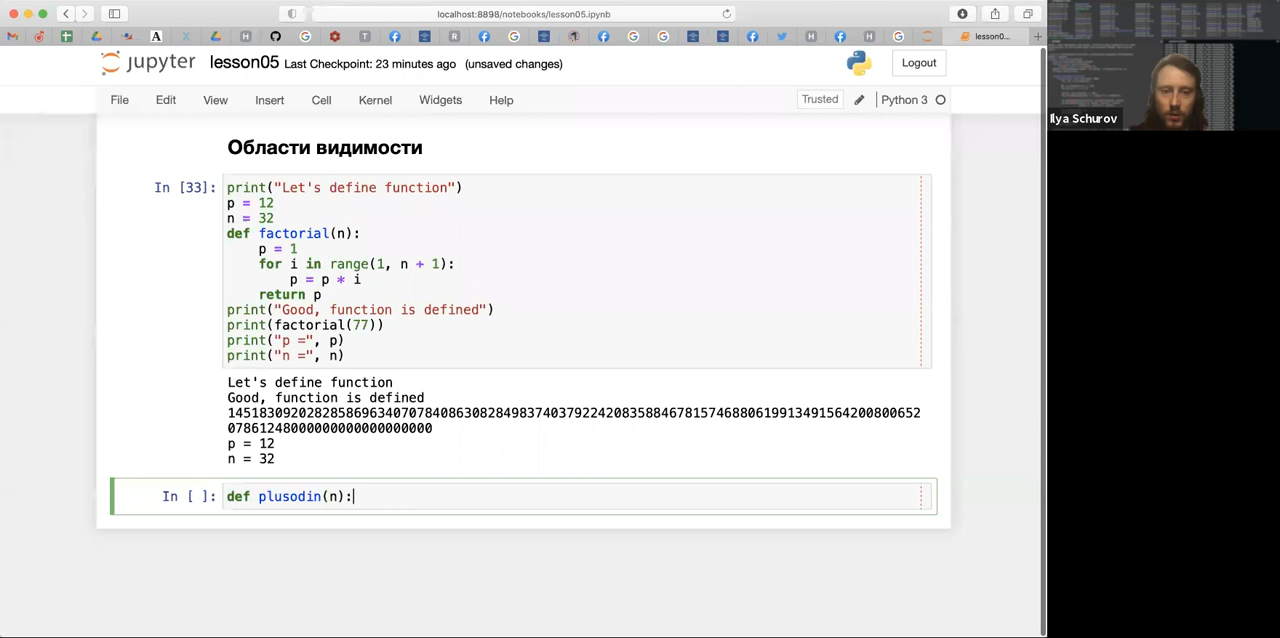 localhost:8898/notebooks/lesson05.ipynb
lesson0...
jupyter lesson05 Last Checkpoint: 23 minutes ago (unsaved changes)
Logout
File Edit View Insert Cell Kernel Widgets Help
Trusted Python 3
Ilya Schurov
Области видимости
In [33]: print("Let's define function")
p = 12
n = 32
def factorial(n):
    p = 1
    for i in range(1, n + 1):
        p = p * i
    return p
print("Good, function is defined")
print(factorial(77))
print("p =", p)
print("n =", n)
Let's define function
Good, function is defined
14518309202828586963407078408630828498374037922420835884678157468806199134915642008006520
7861248000000000000000000
p = 12
n = 32
In [ ]: def plusodin(n):